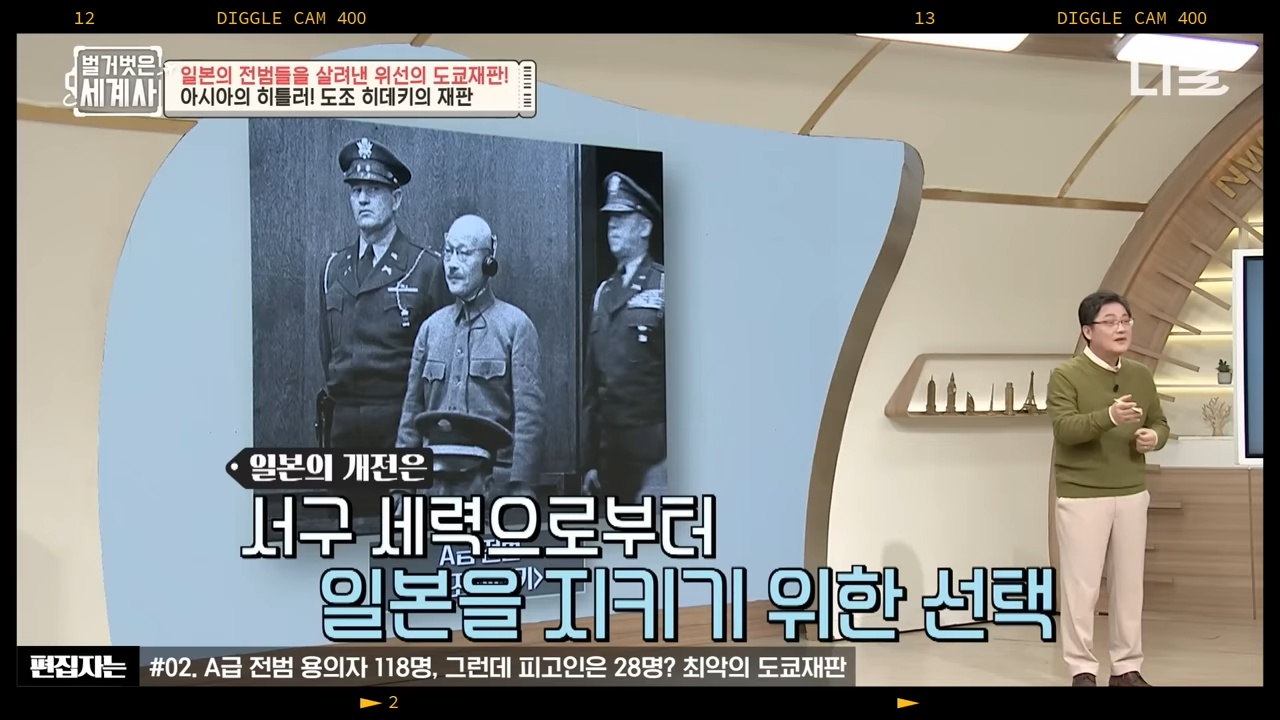 12 DIGGLE CAM 400 13 DIGGLE CAM 400
벌거벗은
세계사
일본의 전범들을 살려낸 위선의 도쿄재판!
아시아의 히틀러! 도조 히데키의 재판
디글
일본의 개전은
서구 세력으로부터
일본을 지키기 위한 선택
편집자는 #02. A급 전범 용의자 118명, 그런데 피고인은 28명? 최악의 도쿄재판
2